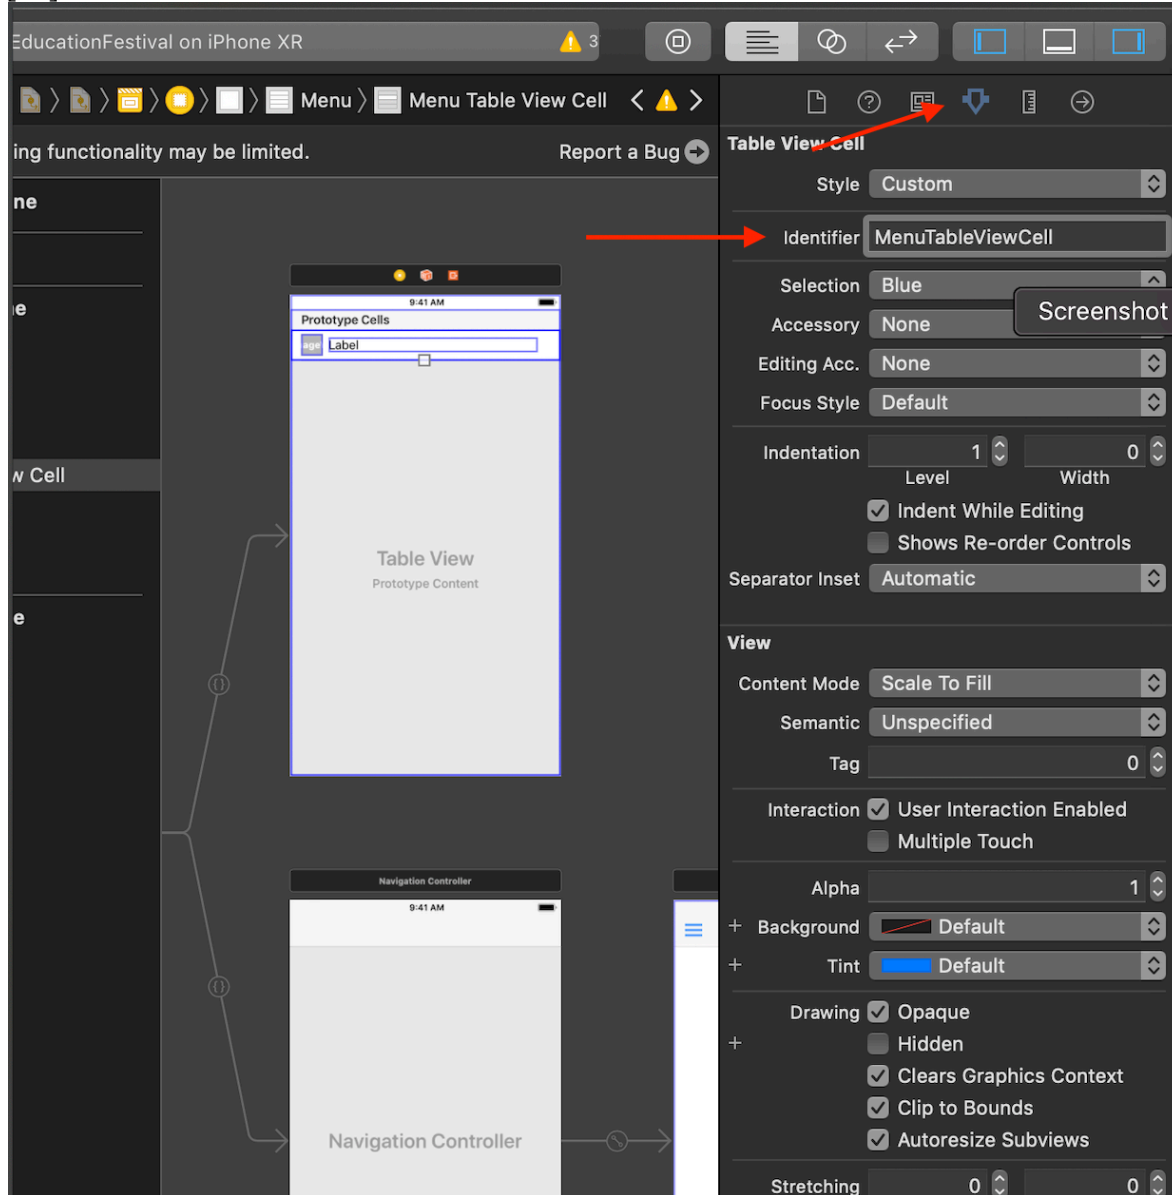 EducationFestival on iPhone XR 3
Menu Menu Table View Cell
ing functionality may be limited. Report a Bug
ne
e
w Cell
e
9:41 AM
Prototype Cells
age Label
Table View
Prototype Content
Navigation Controller
9:41 AM
Navigation Controller
Table View Cell
Style Custom
Identifier MenuTableViewCell
Selection Blue
Screenshot
Accessory None
Editing Acc. None
Focus Style Default
Indentation 1 0
Level Width
Indent While Editing
Shows Re-order Controls
Separator Inset Automatic
View
Content Mode Scale To Fill
Semantic Unspecified
Tag 0
Interaction User Interaction Enabled
Multiple Touch
Alpha 1
+ Background Default
+ Tint Default
Drawing Opaque
+ Hidden
Clears Graphics Context
Clip to Bounds
Autoresize Subviews
Stretching 0 0